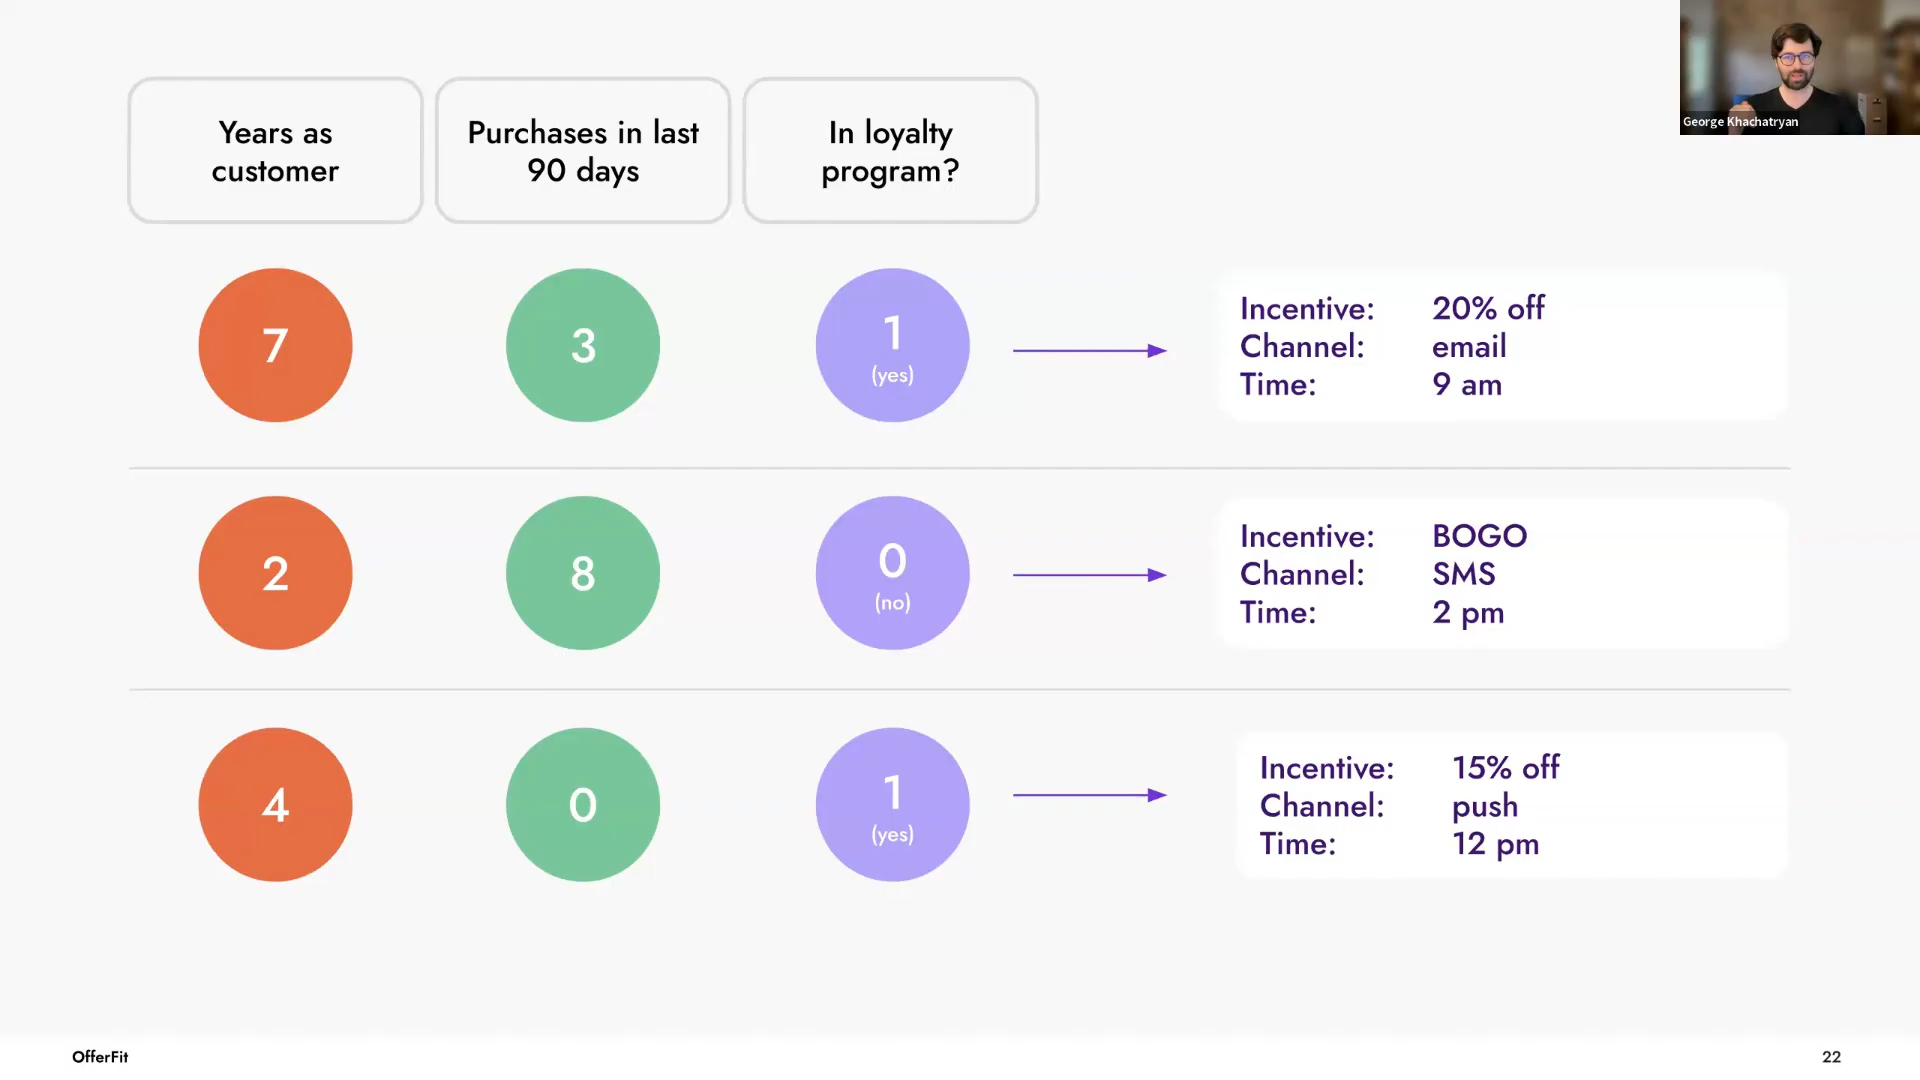 George Khachatryan
Years as
customer
Purchases in last
90 days
In loyalty
program?
7
3
1
(yes)
Incentive: 20% off
Channel: email
Time: 9 am
2
8
0
(no)
Incentive: BOGO
Channel: SMS
Time: 2 pm
4
0
1
(yes)
Incentive: 15% off
Channel: push
Time: 12 pm
OfferFit
22